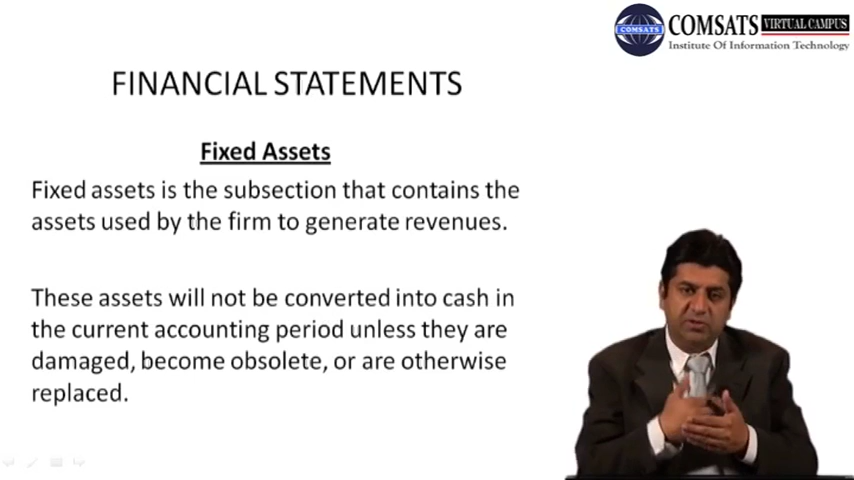 COMSATS VIRTUAL CAMPUS
COMSATS
Institute Of Information Technology
FINANCIAL STATEMENTS
Fixed Assets
Fixed assets is the subsection that contains the
assets used by the firm to generate revenues.
These assets will not be converted into cash in
the current accounting period unless they are
damaged, become obsolete, or are otherwise
replaced.